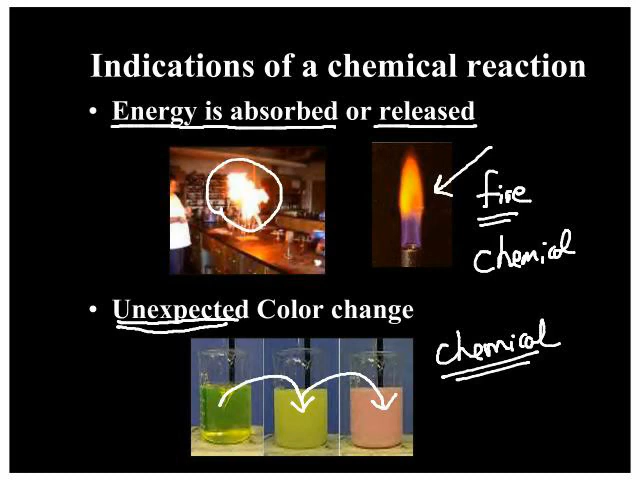 Indications of a chemical reaction
• Energy is absorbed or released
fire
chemical
• Unexpected Color change
chemical